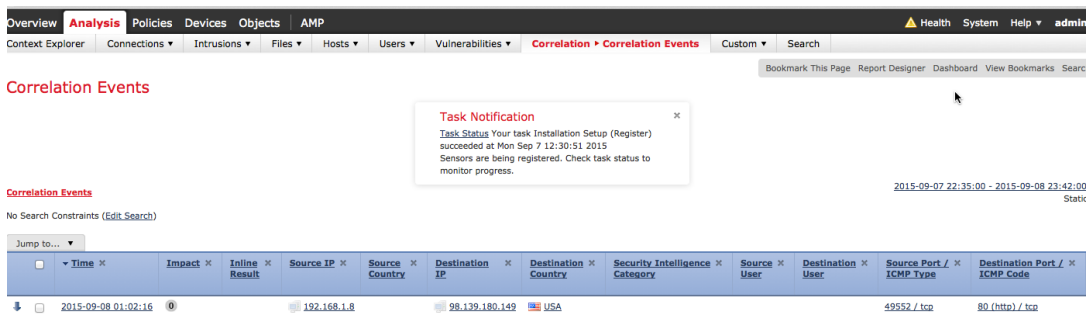 Overview Analysis Policies Devices Objects AMP Health System Help ▾ admin
Context Explorer Connections ▾ Intrusions ▾ Files ▾ Hosts ▾ Users ▾ Vulnerabilities ▾ Correlation ▸ Correlation Events Custom ▾ Search
Bookmark This Page Report Designer Dashboard View Bookmarks Searc
Correlation Events
Task Notification ×
Task Status Your task Installation Setup (Register)
succeeded at Mon Sep 7 12:30:51 2015
Sensors are being registered. Check task status to
monitor progress.
Correlation Events
2015-09-07 22:35:00 - 2015-09-08 23:42:00
Static
No Search Constraints (Edit Search)
Jump to... ▼
▾ Time × Impact × Inline × Result Source IP × Source × Country Destination × IP Destination × Country Security Intelligence × Category Source × User Destination × User Source Port / × ICMP Type Destination Port / × ICMP Code
2015-09-08 01:02:16 0 192.168.1.8 98.139.180.149 USA 49552 / tcp 80 (http) / tcp